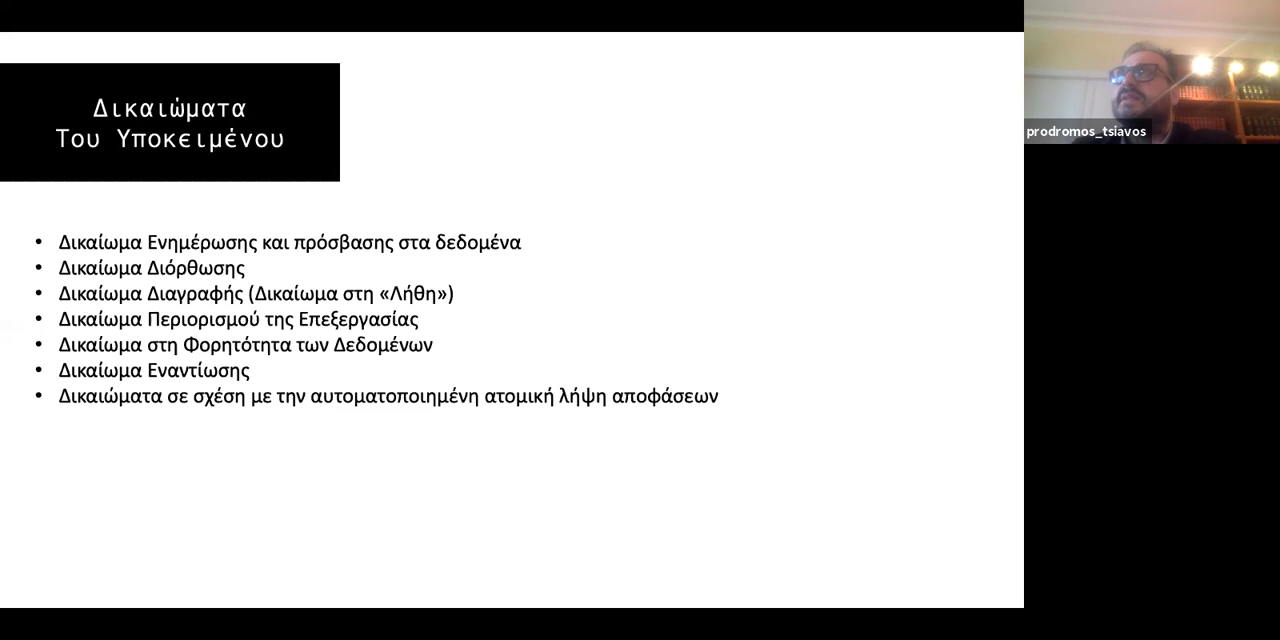 Δικαιώματα
Του Υποκειμένου
• Δικαίωμα Ενημέρωσης και πρόσβασης στα δεδομένα
• Δικαίωμα Διόρθωσης
• Δικαίωμα Διαγραφής (Δικαίωμα στη «Λήθη»)
• Δικαίωμα Περιορισμού της Επεξεργασίας
• Δικαίωμα στη Φορητότητα των Δεδομένων
• Δικαίωμα Εναντίωσης
• Δικαιώματα σε σχέση με την αυτοματοποιημένη ατομική λήψη αποφάσεων
prodromos_tsiavos